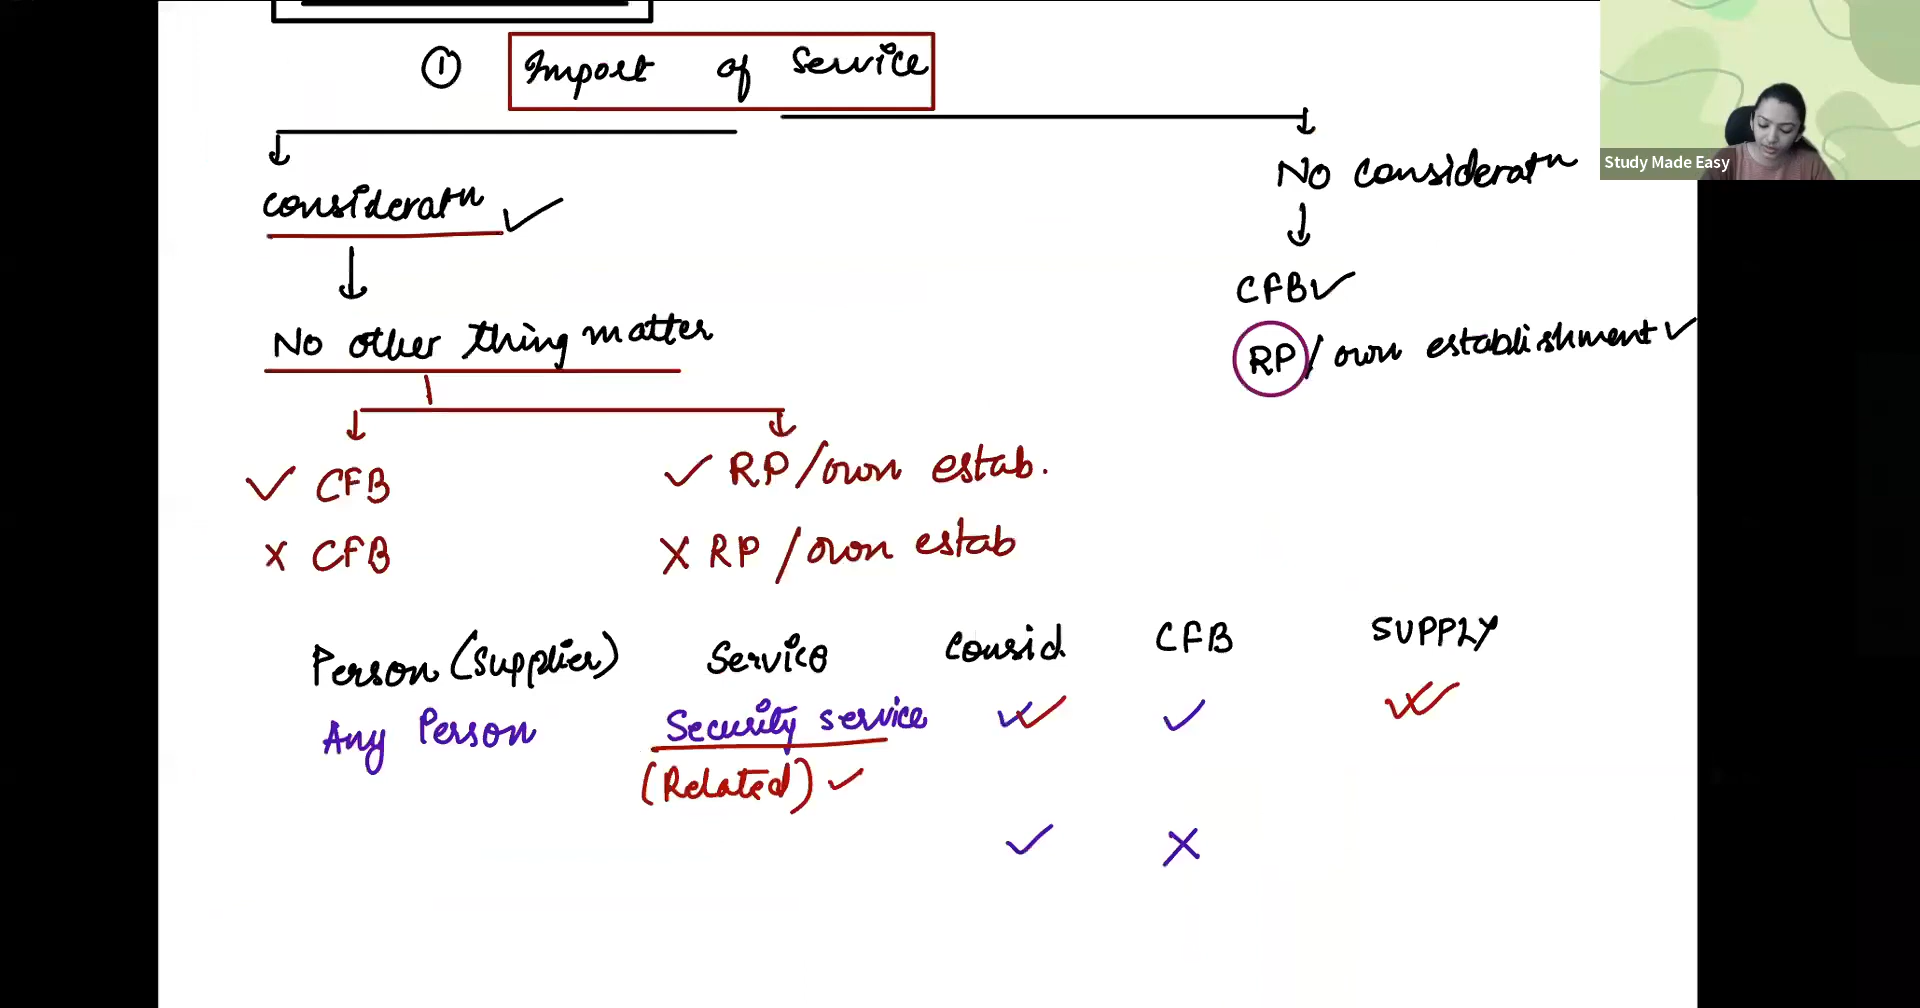 ① Import of Service
consideratn ✓
No other thing matter
✓ CFB
✓ RP/own estab.
X CFB
X RP/own estab
No consideratn
CFB ✓
RP/own establishment ✓
Person (supplier) Service Consid CFB SUPPLY
Any Person Security service ✓✓ ✓ ✓✓
(Related) ✓
✓ X
Study Made Easy